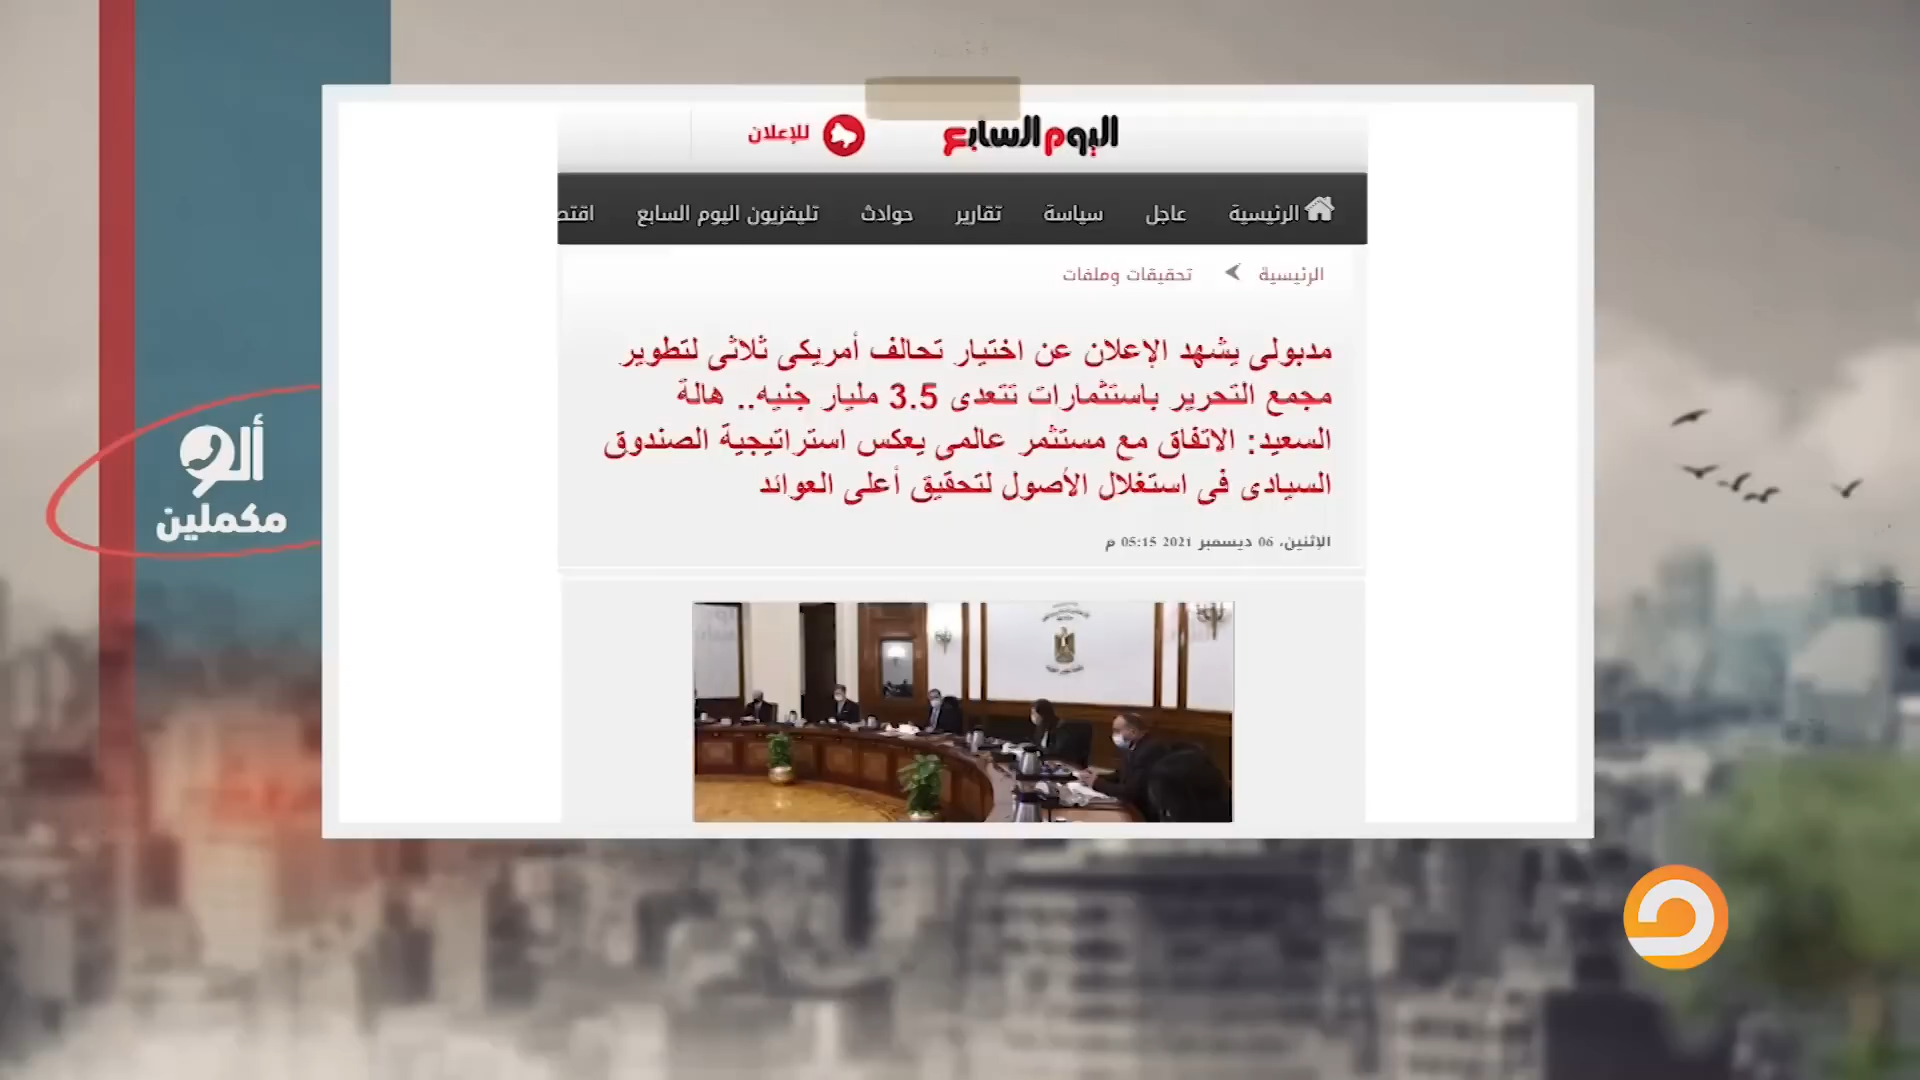 اليوم السابع
للإعلان
الرئيسية عاجل سياسة تقارير حوادث تليفزيون اليوم السابع اقتص
الرئيسية تحقيقات وملفات
مدبولى يشهد الإعلان عن اختيار تحالف أمريكى ثلاثى لتطوير
مجمع التحرير باستثمارات تتعدى 3.5 مليار جنيه.. هالة
السعيد: الاتفاق مع مستثمر عالمى يعكس استراتيجية الصندوق
السيادى فى استغلال الأصول لتحقيق أعلى العوائد
الإثنين، 06 ديسمبر 2021 05:15 م
ألو
مكملين